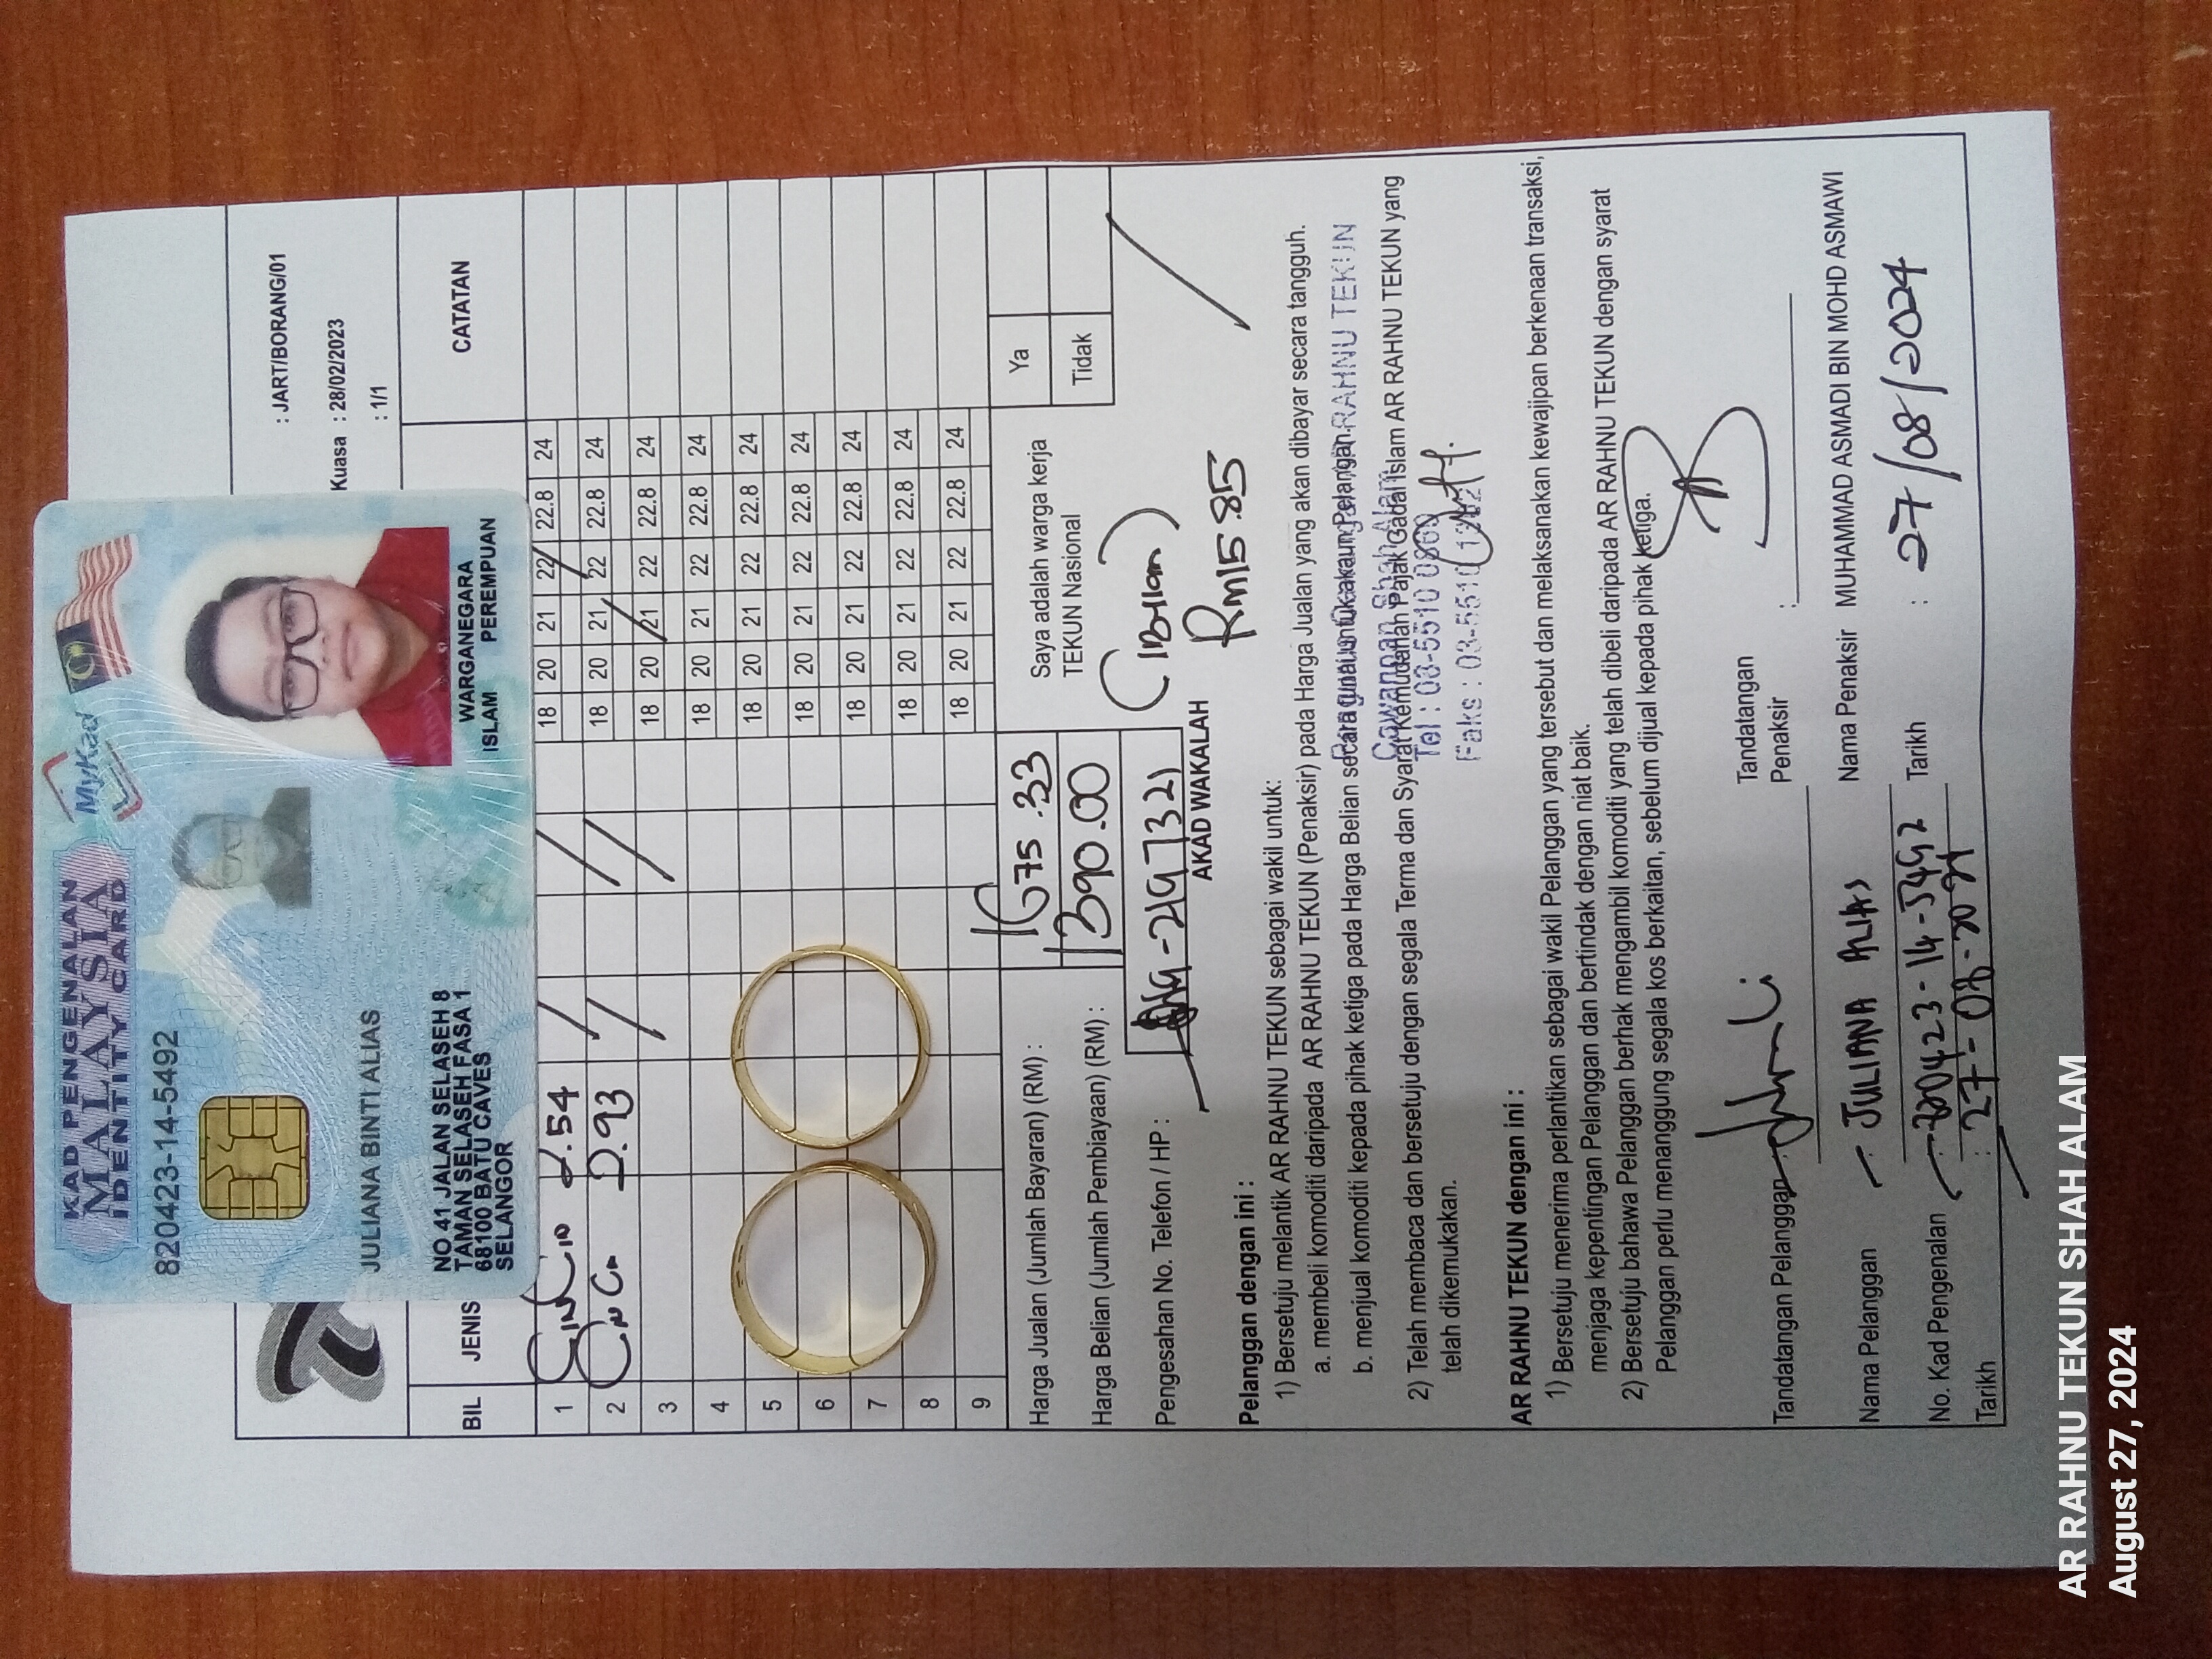 KAD PENGENALAN
MALAYSIA
IDENTITY CARD
MyKad
820423-14-5492
JULIANA BINTI ALIAS
NO 41 JALAN SELASEH 8
TAMAN SELASEH FASA 1
68100 BATU CAVES
SELANGOR
WARGANEGARA
ISLAM PEREMPUAN
: JART/BORANG/01
Kuasa : 28/02/2023
: 1/1
BIL JENIS CATATAN
1 2.54 18 20 21 22 22.8 24
2 2.93 18 20 21 22 22.8 24
3 18 20 21 22 22.8 24
4 18 20 21 22 22.8 24
5 18 20 21 22 22.8 24
6 18 20 21 22 22.8 24
7 18 20 21 22 22.8 24
8 18 20 21 22 22.8 24
9 18 20 21 22 22.8 24
Harga Jualan (Jumlah Bayaran) (RM) : 1675.33
Harga Belian (Jumlah Pembiayaan) (RM) : 1390.00
Saya adalah warga kerja
TEKUN Nasional
Ya
Tidak
Pengesahan No. Telefon / HP : -2197321
(1Bulan)
RM15.85
AKAD WAKALAH
Pelanggan dengan ini :
1) Bersetuju melantik AR RAHNU TEKUN sebagai wakil untuk:
a. membeli komoditi daripada AR RAHNU TEKUN (Penaksir) pada Harga Jualan yang akan dibayar secara tangguh.
b. menjual komoditi kepada pihak ketiga pada Harga Belian secara tunai untuk akaun Pelanggan.
2) Telah membaca dan bersetuju dengan segala Terma dan Syarat Kemudahan Pajak Gadai Islam AR RAHNU TEKUN yang
telah dikemukakan.
RAHNU TEKUN
Cawangan Shah Alam
Tel : 03-5510 0860
Faks : 03-5510
AR RAHNU TEKUN dengan ini :
1) Bersetuju menerima perlantikan sebagai wakil Pelanggan yang tersebut dan melaksanakan kewajipan berkenaan transaksi,
menjaga kepentingan Pelanggan dan bertindak dengan niat baik.
2) Bersetuju bahawa Pelanggan berhak mengambil komoditi yang telah dibeli daripada AR RAHNU TEKUN dengan syarat
Pelanggan perlu menanggung segala kos berkaitan, sebelum dijual kepada pihak ketiga.
Tandatangan Pelanggan
Tandatangan
Penaksir :
Nama Pelanggan : JULIANA ALIAS
Nama Penaksir MUHAMMAD ASMADI BIN MOHD ASMAWI
No. Kad Pengenalan : 820423-14-5492
Tarikh : 27/08/2024
Tarikh : 27-08-2024
AR RAHNU TEKUN SHAH ALAM
August 27, 2024